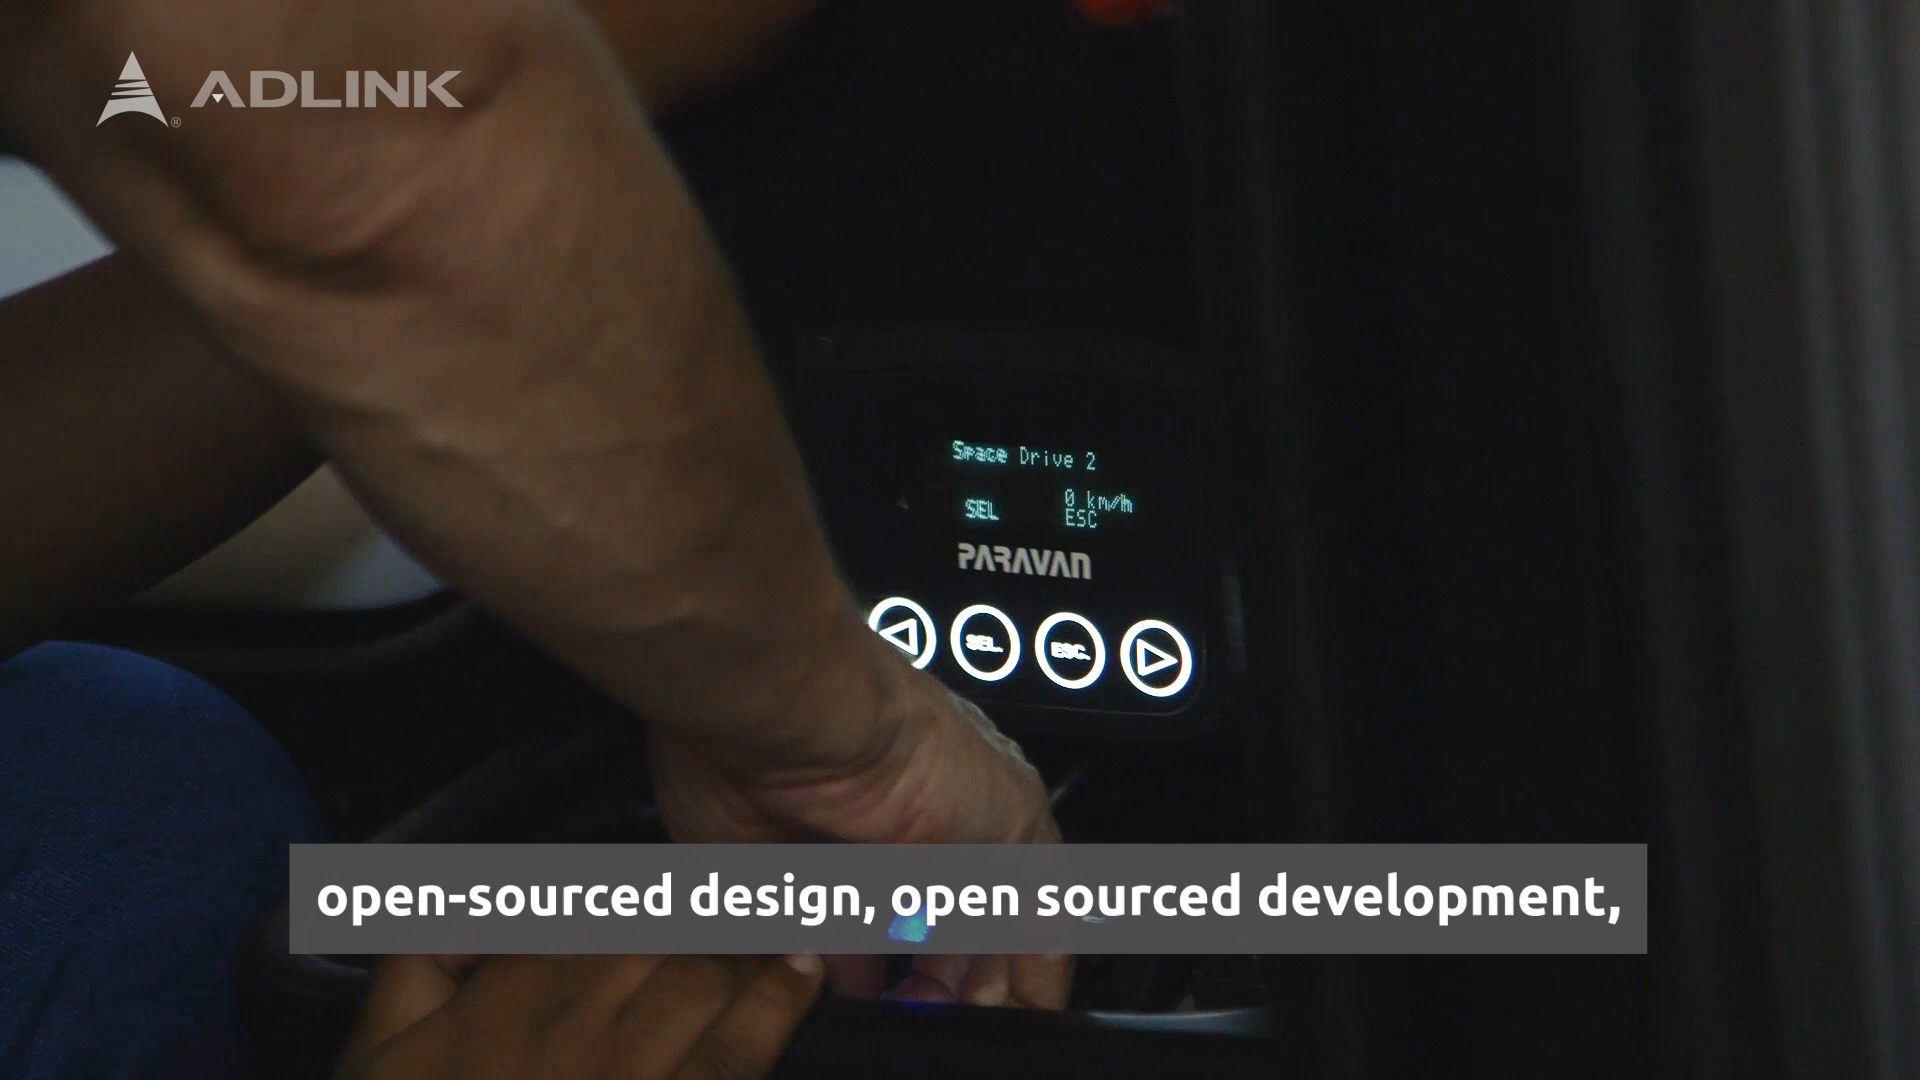 ADLINK
®
Space Drive 2
0 km/h
SEL ESC
PARAVAN
SEL. ESC.
open-sourced design, open sourced development,